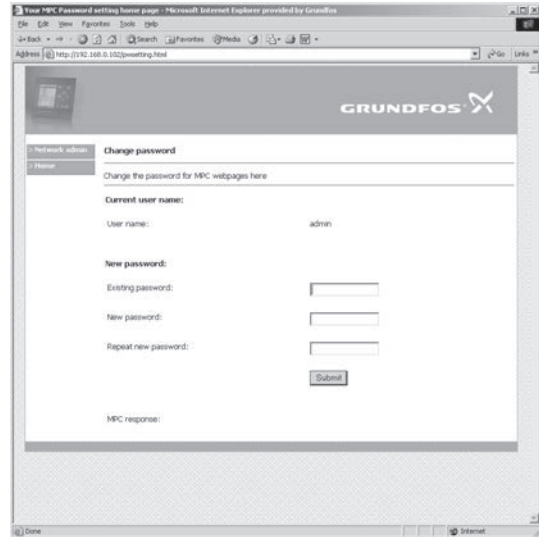 Your MPC Password setting home page - Microsoft Internet Explorer provided by Grundfos
File Edit View Favorites Tools Help
Back Search Favorites Media
Address http://192.168.0.102/pwsetting.html Go Links »
GRUNDFOS
> Network admin
> Home
Change password
Change the password for MPC webpages here
Current user name:
User name: admin
New password:
Existing password:
New password:
Repeat new password:
Submit
MPC response:
Done Internet